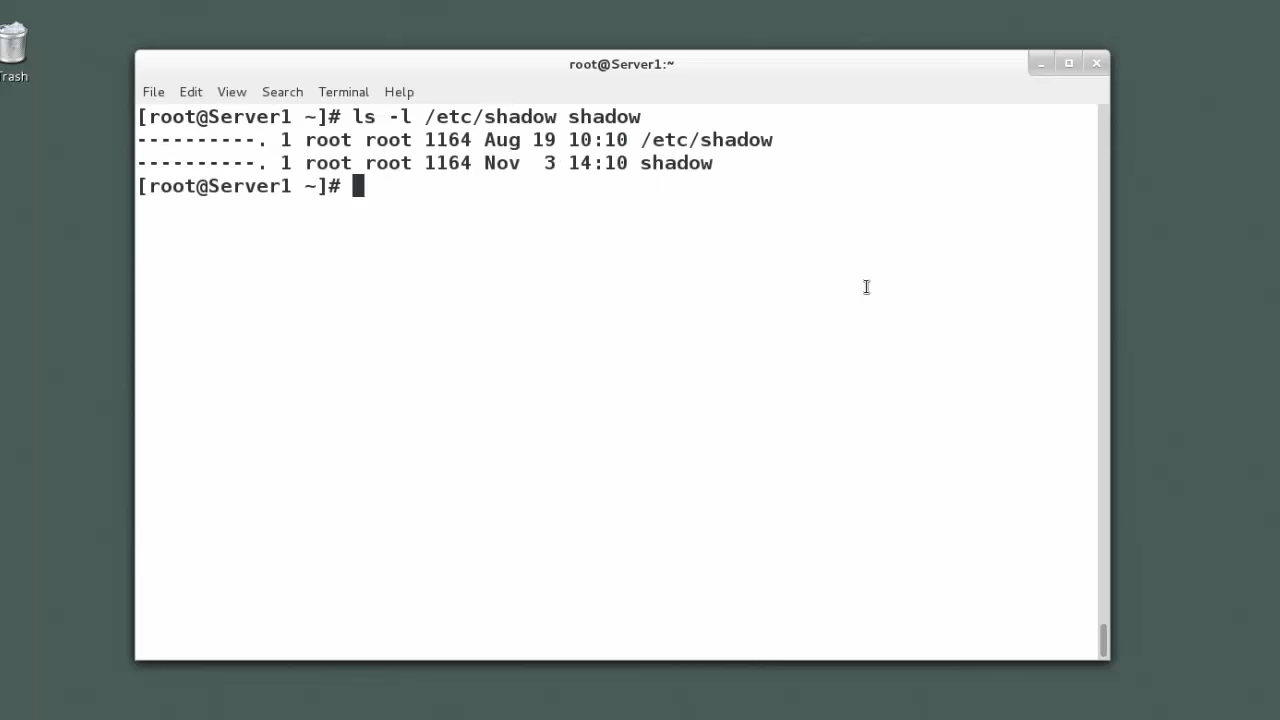 Trash
root@Server1:~
File Edit View Search Terminal Help
[root@Server1 ~]# ls -l /etc/shadow shadow
----------. 1 root root 1164 Aug 19 10:10 /etc/shadow
----------. 1 root root 1164 Nov  3 14:10 shadow
[root@Server1 ~]#